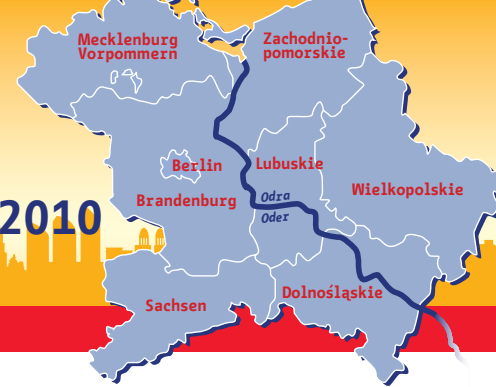 Mecklenburg
Vorpommern
Zachodnio-
pomorskie
Berlin
Lubuskie
Brandenburg
Wielkopolskie
Odra
Oder
2010
Sachsen
Dolnośląskie